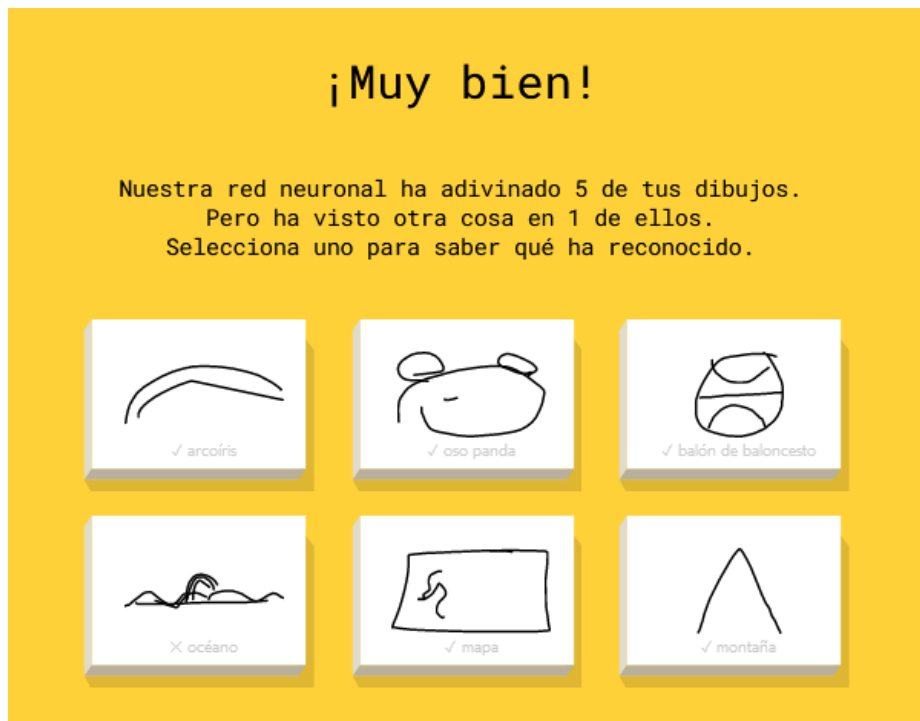 ¡Muy bien!
Nuestra red neuronal ha adivinado 5 de tus dibujos.
Pero ha visto otra cosa en 1 de ellos.
Selecciona uno para saber qué ha reconocido.
✓ arcoíris
✓ oso panda
✓ balón de baloncesto
✕ océano
✓ mapa
✓ montaña